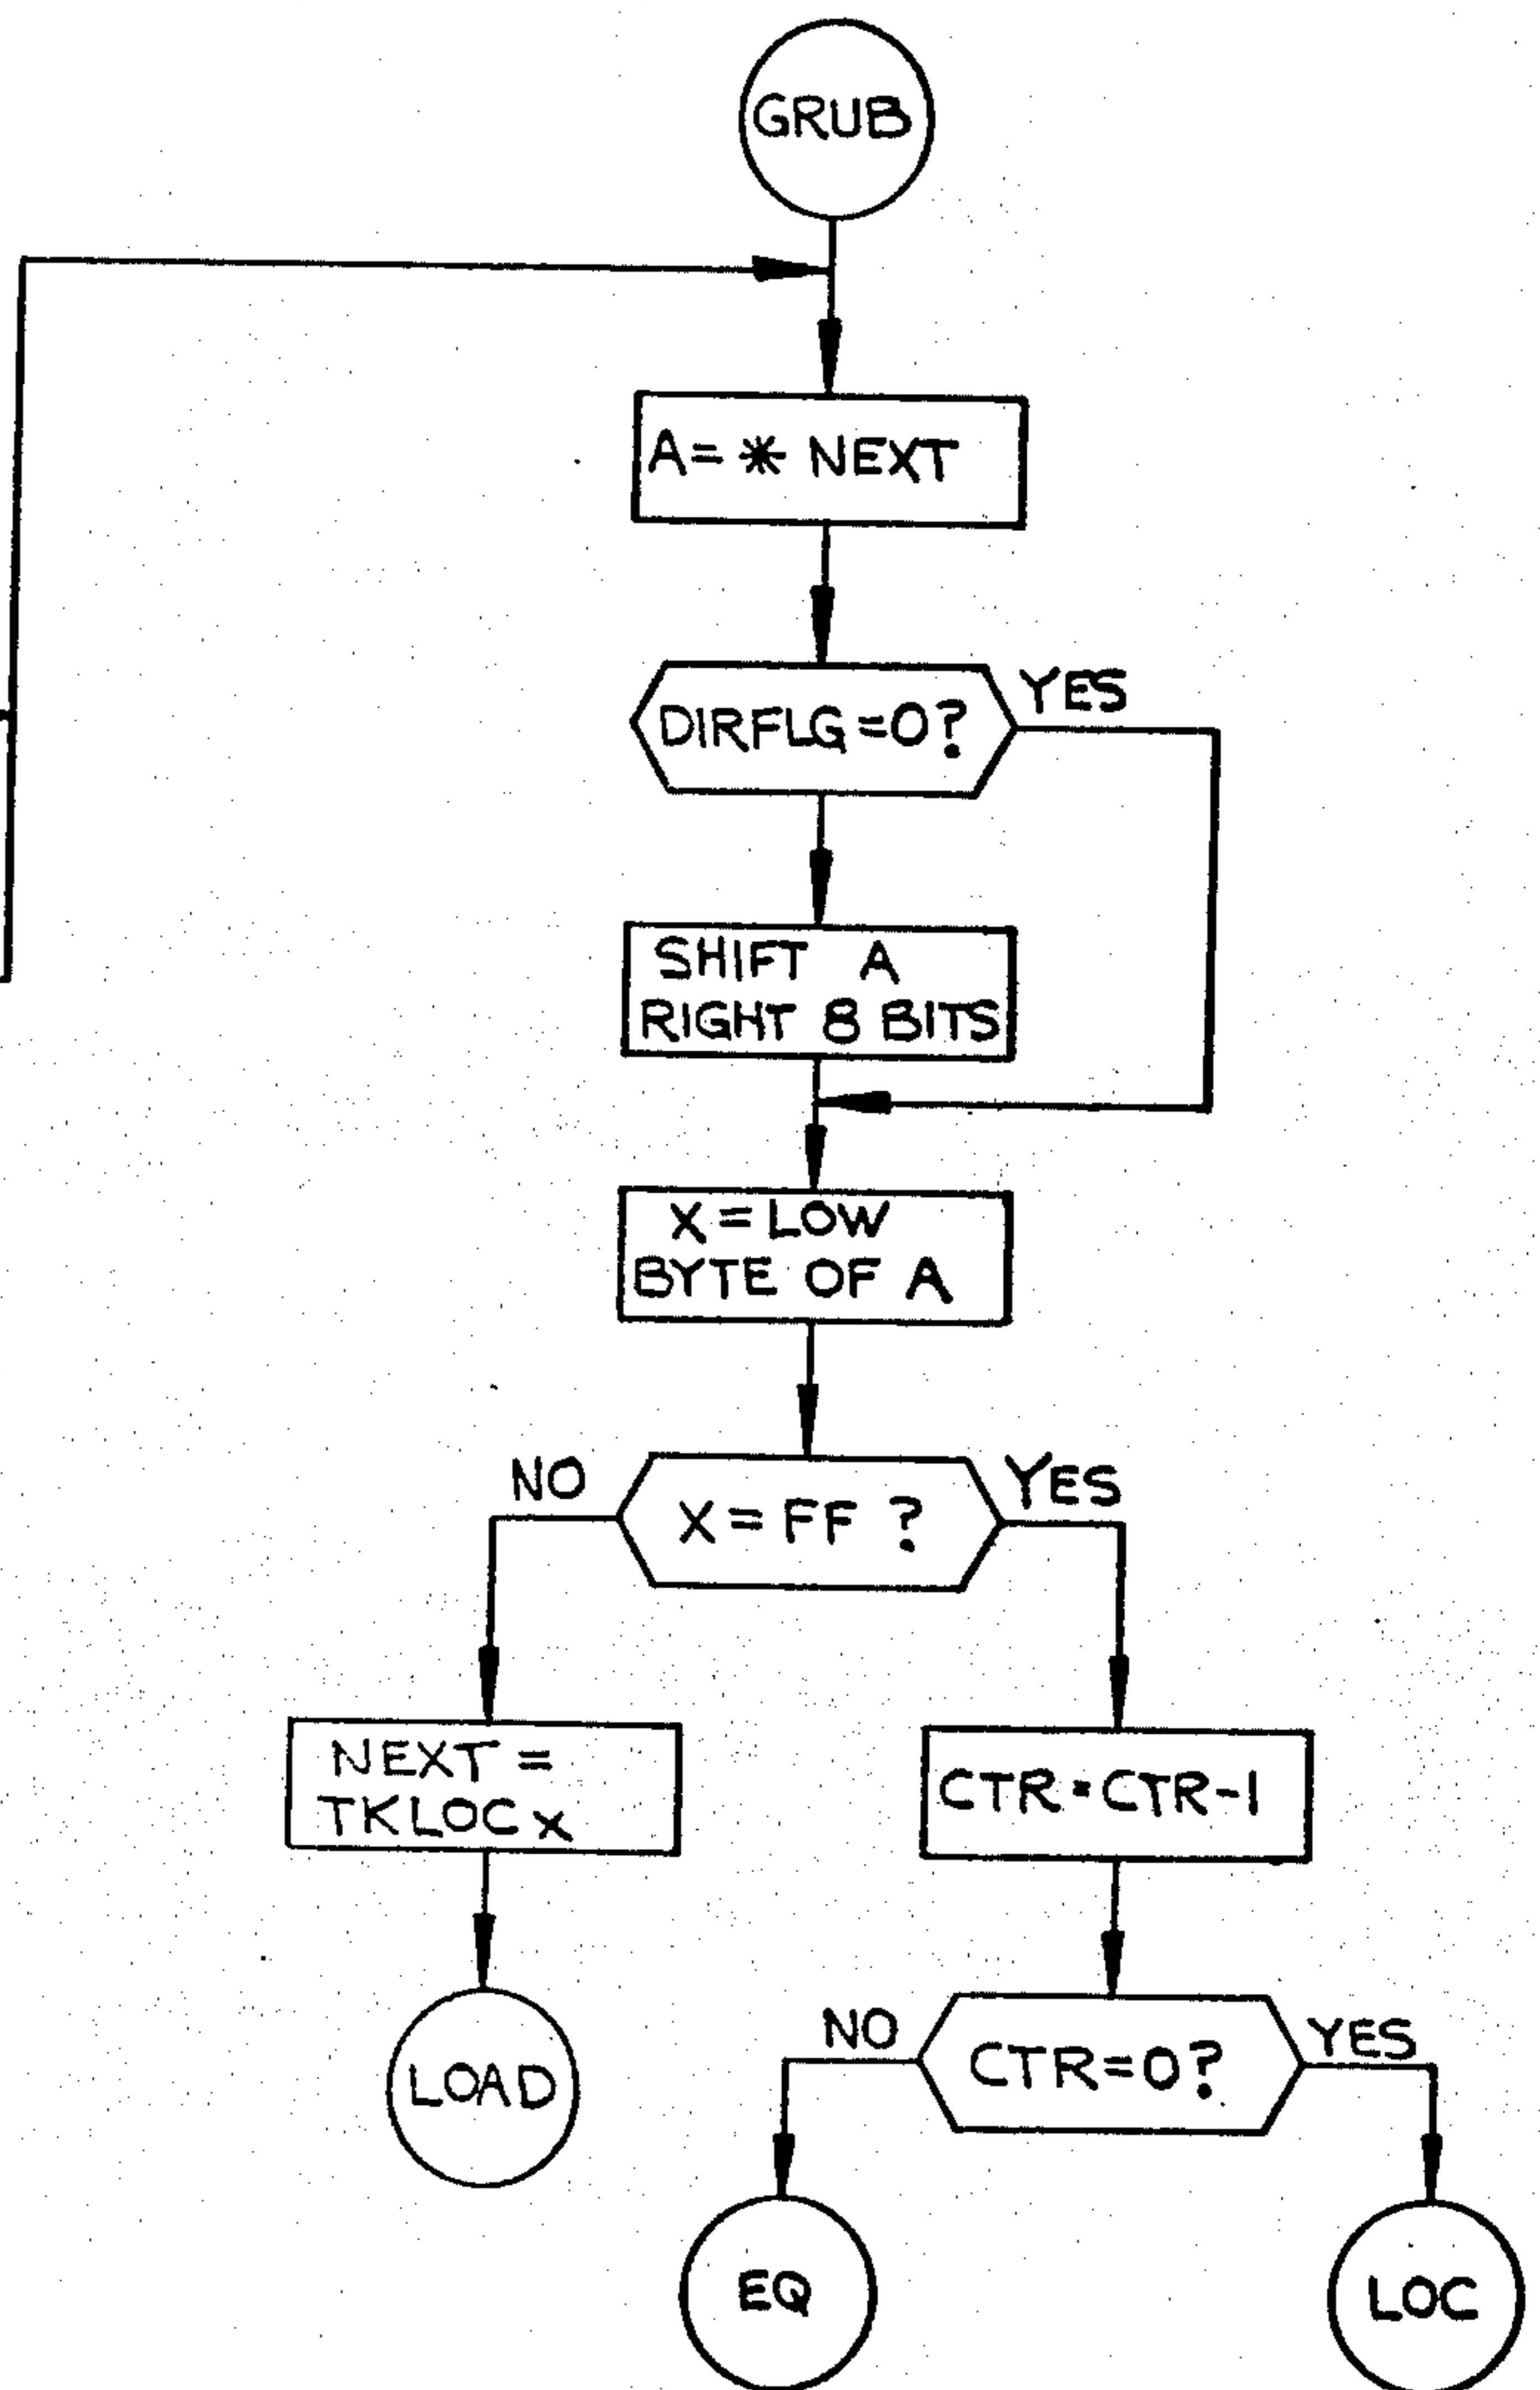 GRUB
A= * NEXT
DIRFLG=0?
YES
SHIFT A
RIGHT 8 BITS
X=LOW
BYTE OF A
NO
X=FF ?
YES
NEXT =
TKLOC X
CTR=CTR-1
LOAD
NO
CTR=0?
YES
EQ
LOC